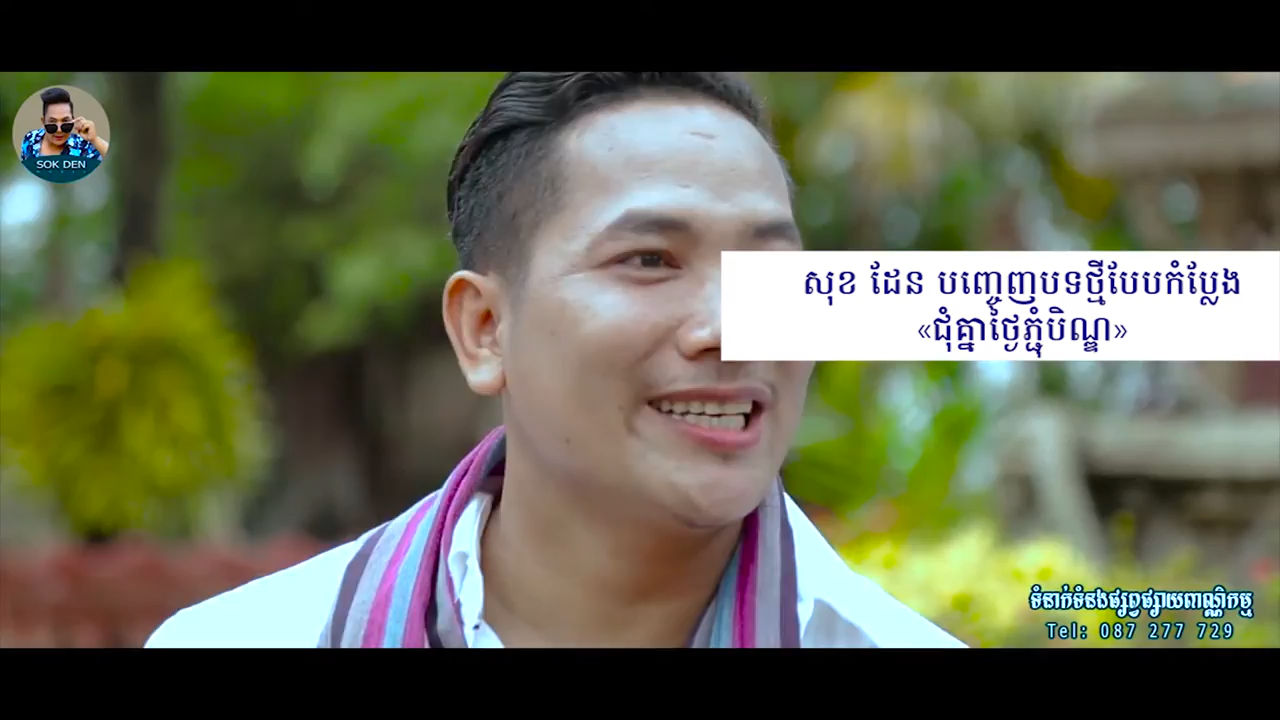 SOK DEN
សុខ ដែន បញ្ចេញបទថ្មីបែបកំប្លែង
«ជុំគ្នាថ្ងៃភ្ជុំបិណ្ឌ»
ទំនាក់ទំនងផ្សព្វផ្សាយពាណ្ណិកម្ម
Tel: 087 277 729